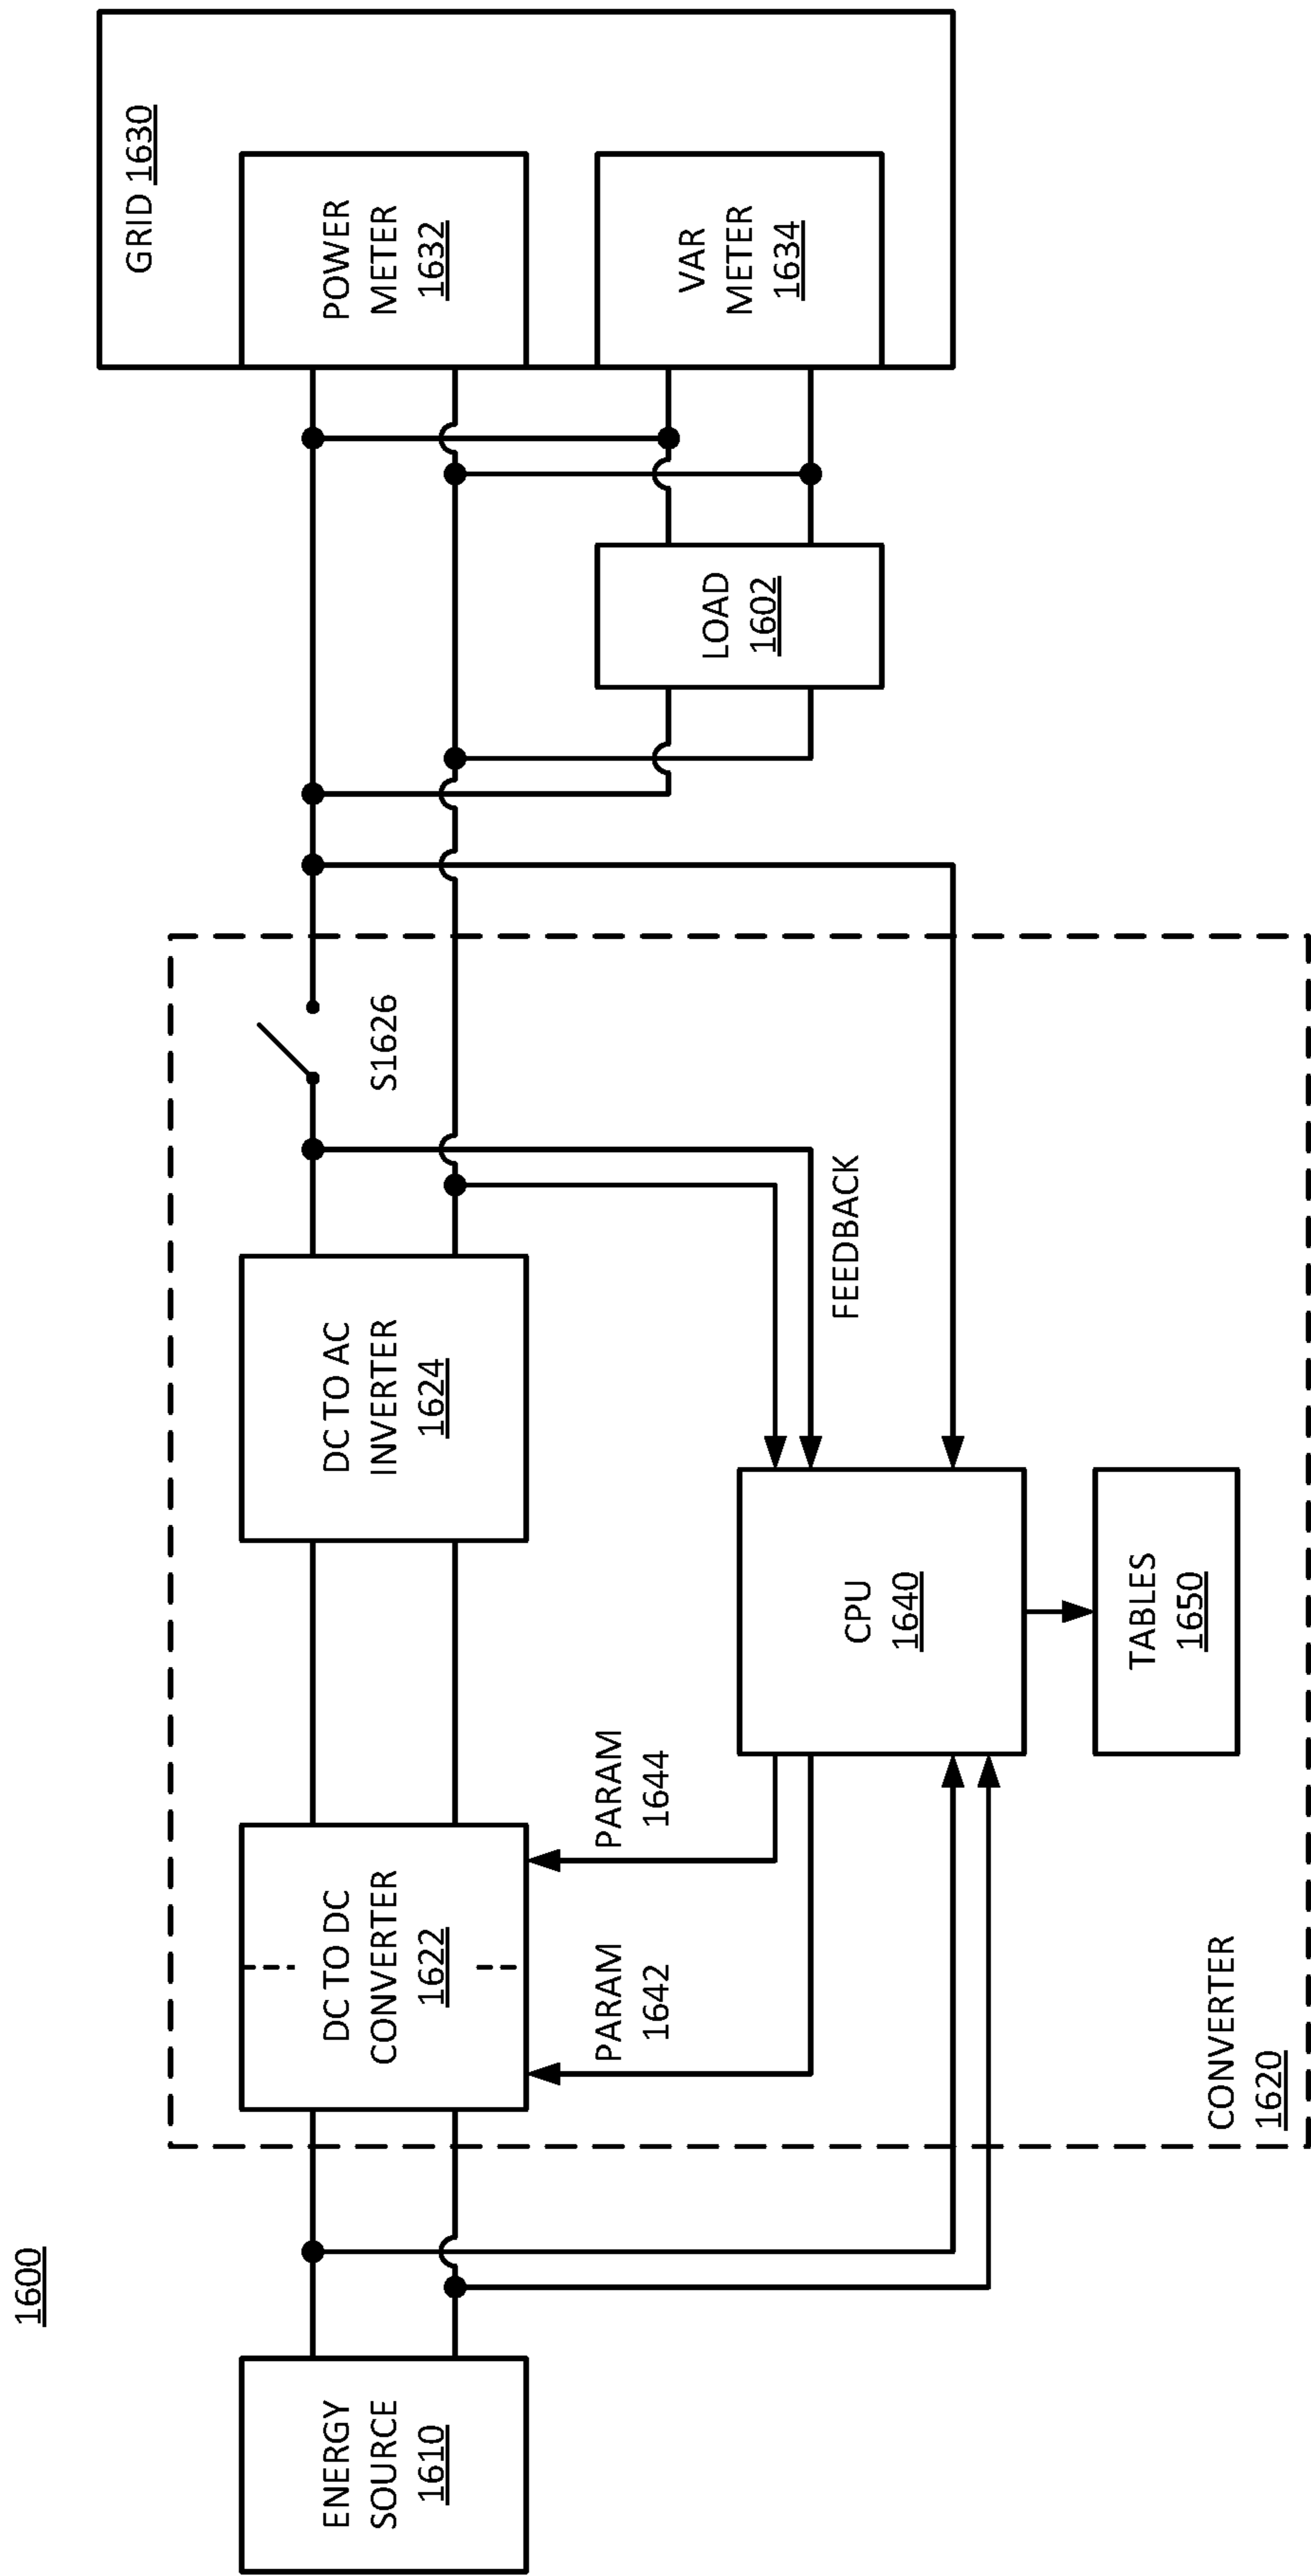 1600
ENERGY
SOURCE
1610
DC TO DC
CONVERTER
1622
DC TO AC
INVERTER
1624
S1626
GRID 1630
POWER
METER
1632
VAR
METER
1634
LOAD
1602
PARAM
1642
PARAM
1644
FEEDBACK
CPU
1640
TABLES
1650
CONVERTER
1620